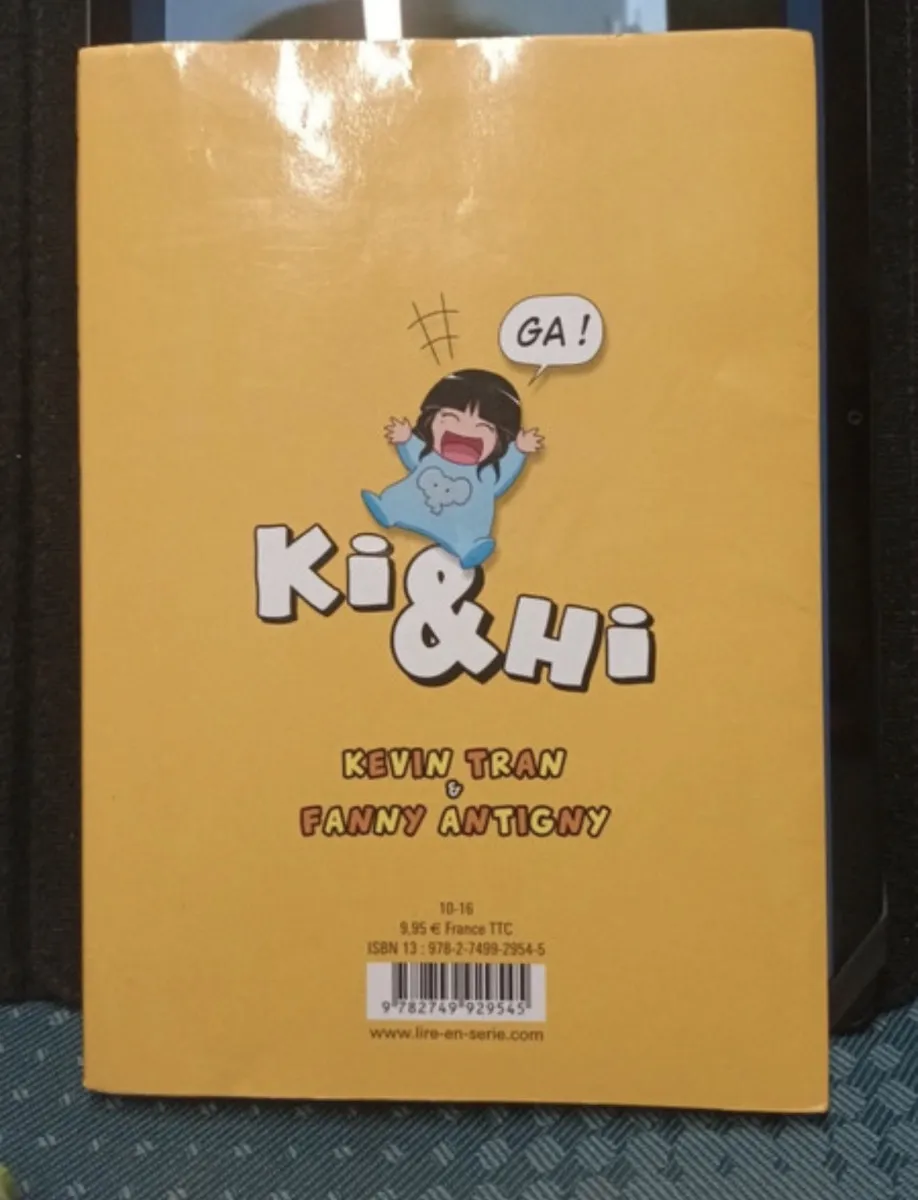 GA !
Ki & Hi
KEVIN TRAN
&
FANNY ANTIGNY
10-16
9,95 € France TTC
ISBN 13 : 978-2-7499-2954-5
9 782749 929545
www.lire-en-serie.com